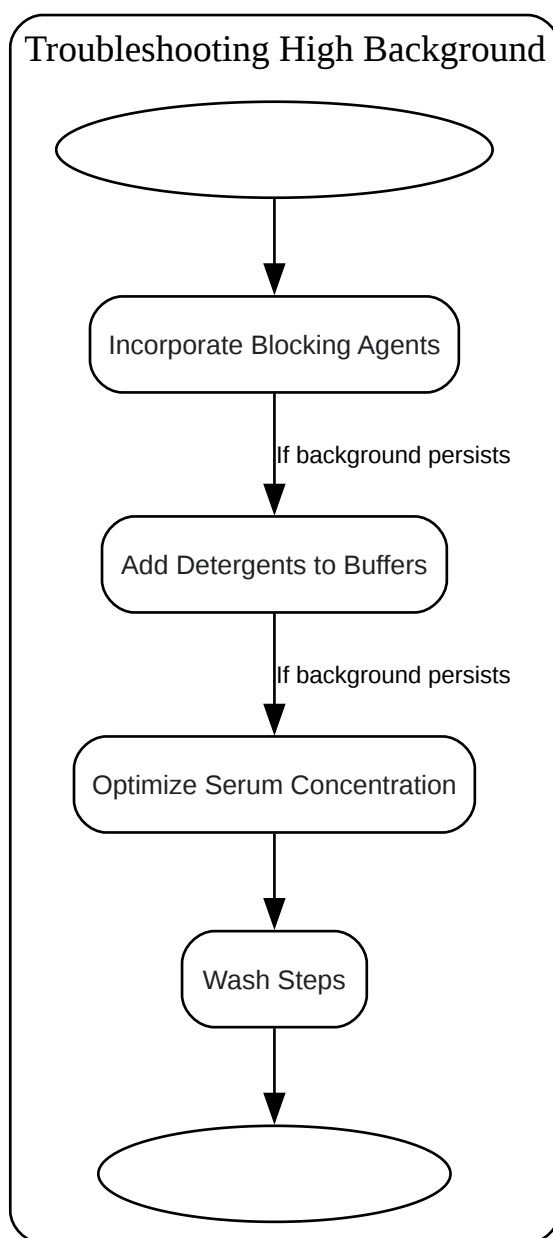 Troubleshooting High Background
Incorporate Blocking Agents
If background persists
Add Detergents to Buffers
If background persists
Optimize Serum Concentration
Wash Steps